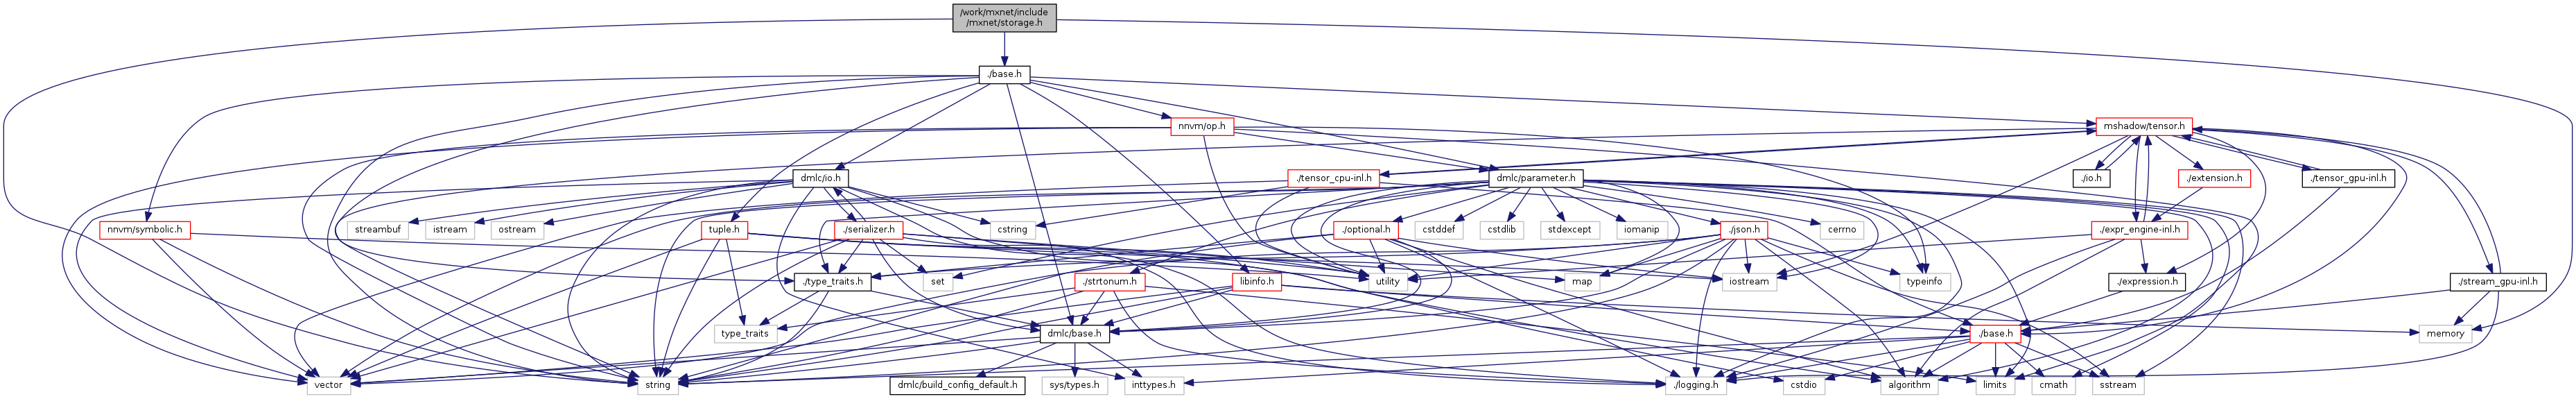 /work/mxnet/include
/mxnet/storage.h
./base.h
nnvm/op.h
mshadow/tensor.h
dmlc/io.h
./tensor_cpu-inl.h
dmlc/parameter.h
./io.h
./extension.h
./tensor_gpu-inl.h
streambuf
istream
ostream
nnvm/symbolic.h
tuple.h
./serializer.h
cstring
./optional.h
cstddef
cstdlib
stdexcept
iomanip
./json.h
cerrno
./expr_engine-inl.h
./type_traits.h
set
./strtonum.h
libinfo.h
utility
map
iostream
typeinfo
./expression.h
./stream_gpu-inl.h
type_traits
dmlc/base.h
./base.h
memory
vector
string
dmlc/build_config_default.h
sys/types.h
inttypes.h
./logging.h
cstdio
algorithm
limits
cmath
sstream